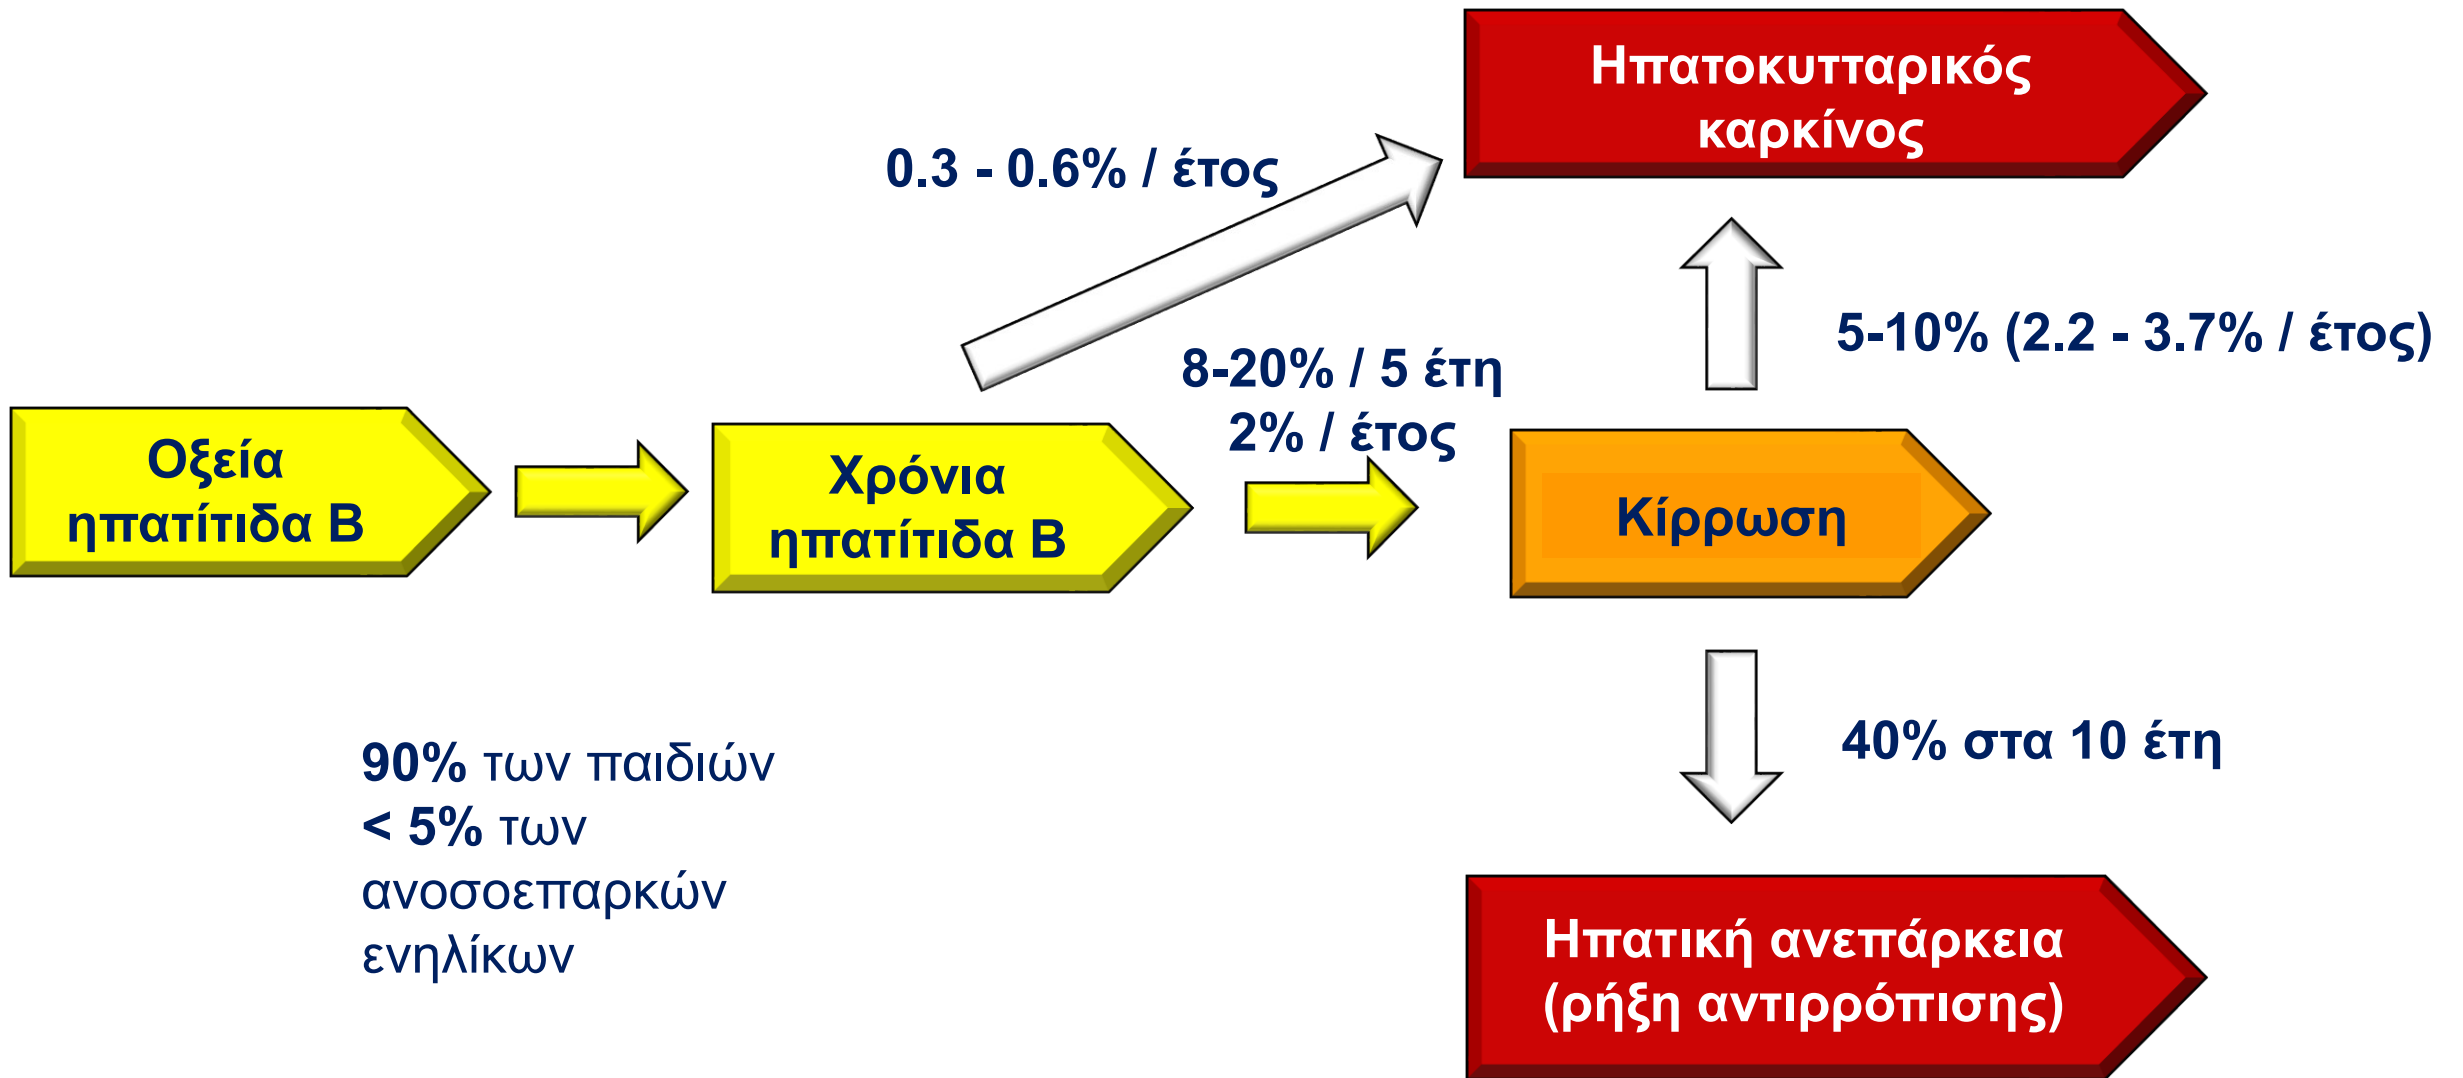 Ηπατοκυτταρικός
καρκίνος
0.3 - 0.6% / έτος
5-10% (2.2 - 3.7% / έτος)
8-20% / 5 έτη
2% / έτος
Οξεία
ηπατίτιδα Β
Χρόνια
ηπατίτιδα Β
Κίρρωση
90% των παιδιών
< 5% των
ανοσοεπαρκών
ενηλίκων
40% στα 10 έτη
Ηπατική ανεπάρκεια
(ρήξη αντιρρόπισης)